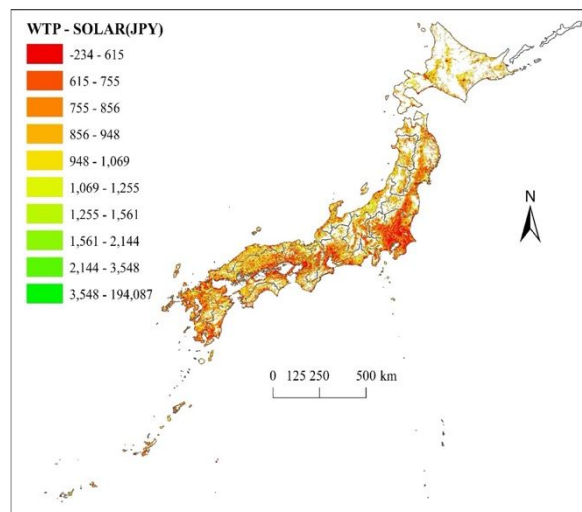 WTP - SOLAR(JPY)
-234 - 615
615 - 755
755 - 856
856 - 948
948 - 1,069
1,069 - 1,255
1,255 - 1,561
1,561 - 2,144
2,144 - 3,548
3,548 - 194,087
N
0 125 250 500 km